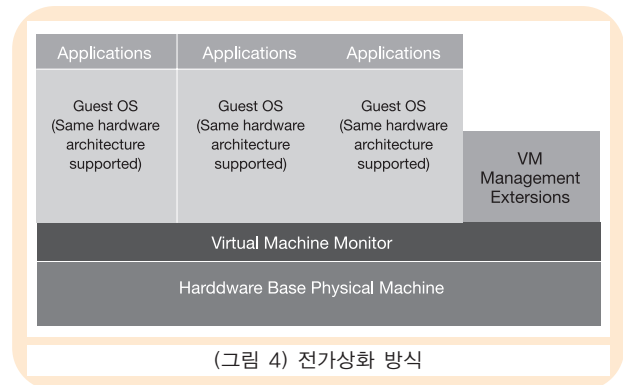 Applications
Applications
Applications
Guest OS
(Same hardware
architecture
supported)
Guest OS
(Same hardware
architecture
supported)
Guest OS
(Same hardware
architecture
supported)
VM
Management
Extersions
Virtual Machine Monitor
Harddware Base Physical Machine
(그림 4) 전가상화 방식